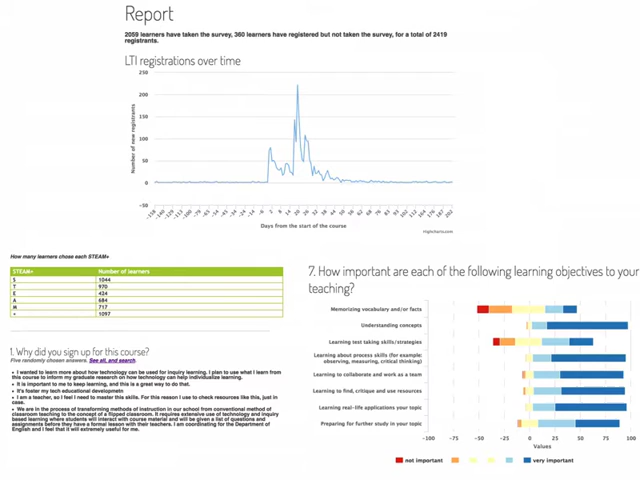 Report
2059 learners have taken the survey, 360 learners have registered but not taken the survey, for a total of 2419
registrants.
LTI registrations over time
250
200
150
100
50
0
-50
Number of new registrants
Days from the start of the course
Highcharts.com
How many learners chose each STEAM+
STEAM+ Number of learners
S 1044
T 970
E 424
A 684
M 717
+ 1097
1. Why did you sign up for this course?
Five randomly chosen answers. See all, and search.
• I wanted to learn more about how technology can be used for inquiry learning. I plan to use what I learn from
this course to inform my graduate research on how technology can help individualize learning.
• It is important to me to keep learning, and this is a great way to do that.
• It's foster my tech educational developmetn
• I am a teacher, so I feel I need to master this skills. For this reason I use to check resources like this, just in
case.
• We are in the process of transforming methods of instruction in our school from conventional method of
classroom teaching to the concept of a flipped classroom. It requires extensive use of technology and inquiry
based learning where students will interact with course material and will be given a list of questions and
assignments before they have a formal lesson with their teachers. I am coordinating for the Department of
English and I feel that it will extremely useful for me.
7. How important are each of the following learning objectives to your
teaching?
Memorizing vocabulary and/or facts
Understanding concepts
Learning test taking skills/strategies
Learning about process skills (for example:
observing, measuring, critical thinking)
Learning to collaborate and work as a team
Learning to find, critique and use resources
Learning real-life applications your topic
Preparing for further study in your topic
-100 -75 -50 -25 0 25 50 75 100
Values
not important very important